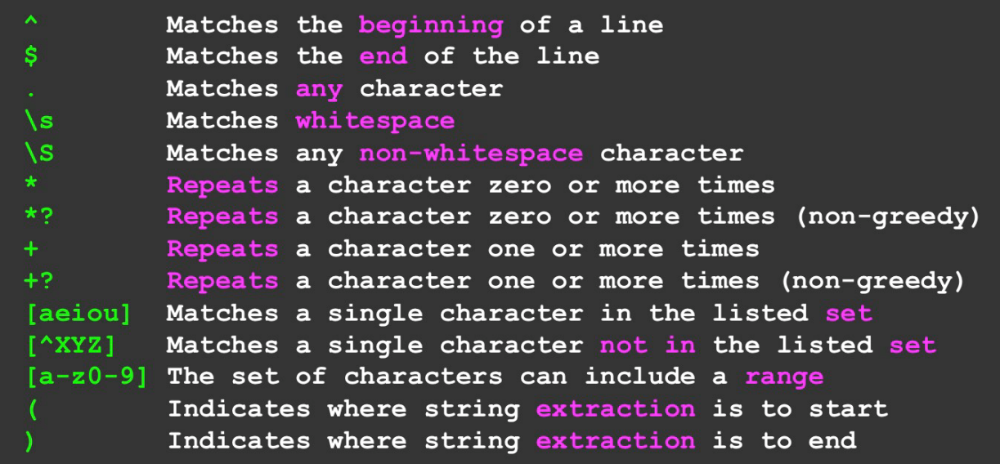 ^ Matches the beginning of a line
$ Matches the end of the line
. Matches any character
\s Matches whitespace
\S Matches any non-whitespace character
* Repeats a character zero or more times
*? Repeats a character zero or more times (non-greedy)
+ Repeats a character one or more times
+? Repeats a character one or more times (non-greedy)
[aeiou] Matches a single character in the listed set
[^XYZ] Matches a single character not in the listed set
[a-z0-9] The set of characters can include a range
( Indicates where string extraction is to start
) Indicates where string extraction is to end